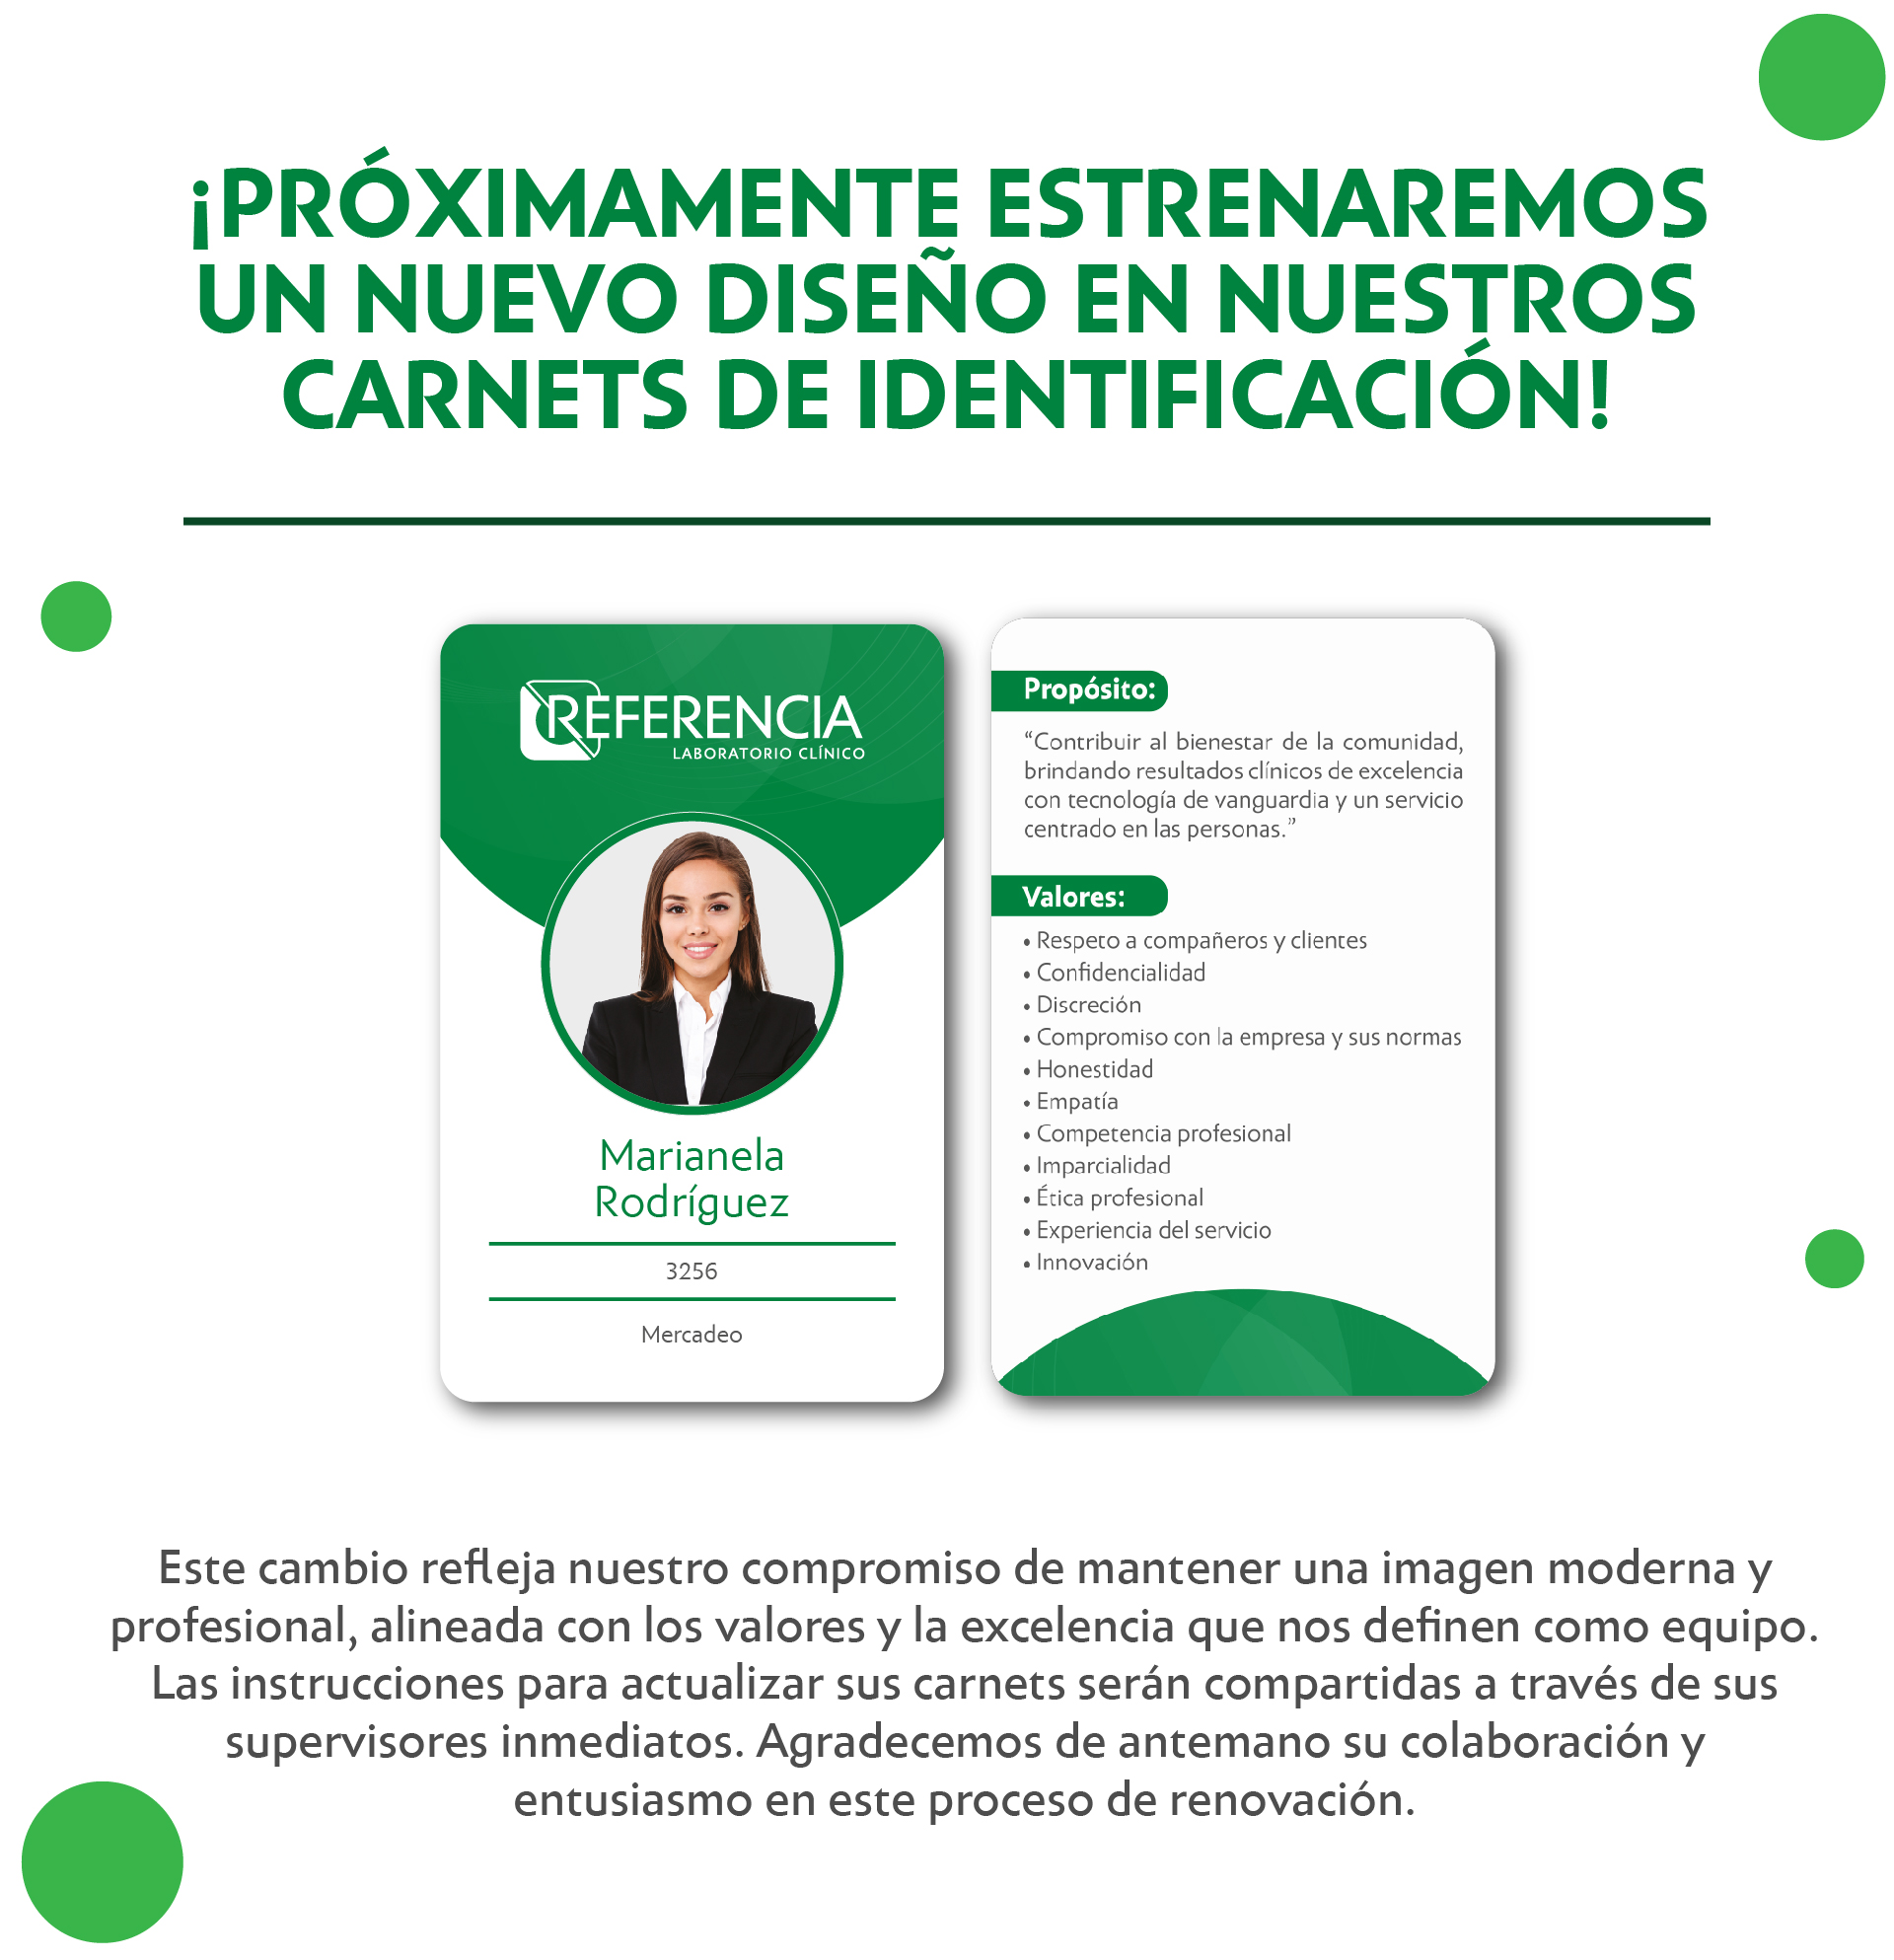 ¡PRÓXIMAMENTE ESTRENAREMOS
UN NUEVO DISEÑO EN NUESTROS
CARNETS DE IDENTIFICACIÓN!
REFERENCIA
LABORATORIO CLÍNICO
Marianela
Rodríguez
3256
Mercadeo
Propósito:
“Contribuir al bienestar de la comunidad,
brindando resultados clínicos de excelencia
con tecnología de vanguardia y un servicio
centrado en las personas.”
Valores:
• Respeto a compañeros y clientes
• Confidencialidad
• Discreción
• Compromiso con la empresa y sus normas
• Honestidad
• Empatía
• Competencia profesional
• Imparcialidad
• Ética profesional
• Experiencia del servicio
• Innovación
Este cambio refleja nuestro compromiso de mantener una imagen moderna y
profesional, alineada con los valores y la excelencia que nos definen como equipo.
Las instrucciones para actualizar sus carnets serán compartidas a través de sus
supervisores inmediatos. Agradecemos de antemano su colaboración y
entusiasmo en este proceso de renovación.